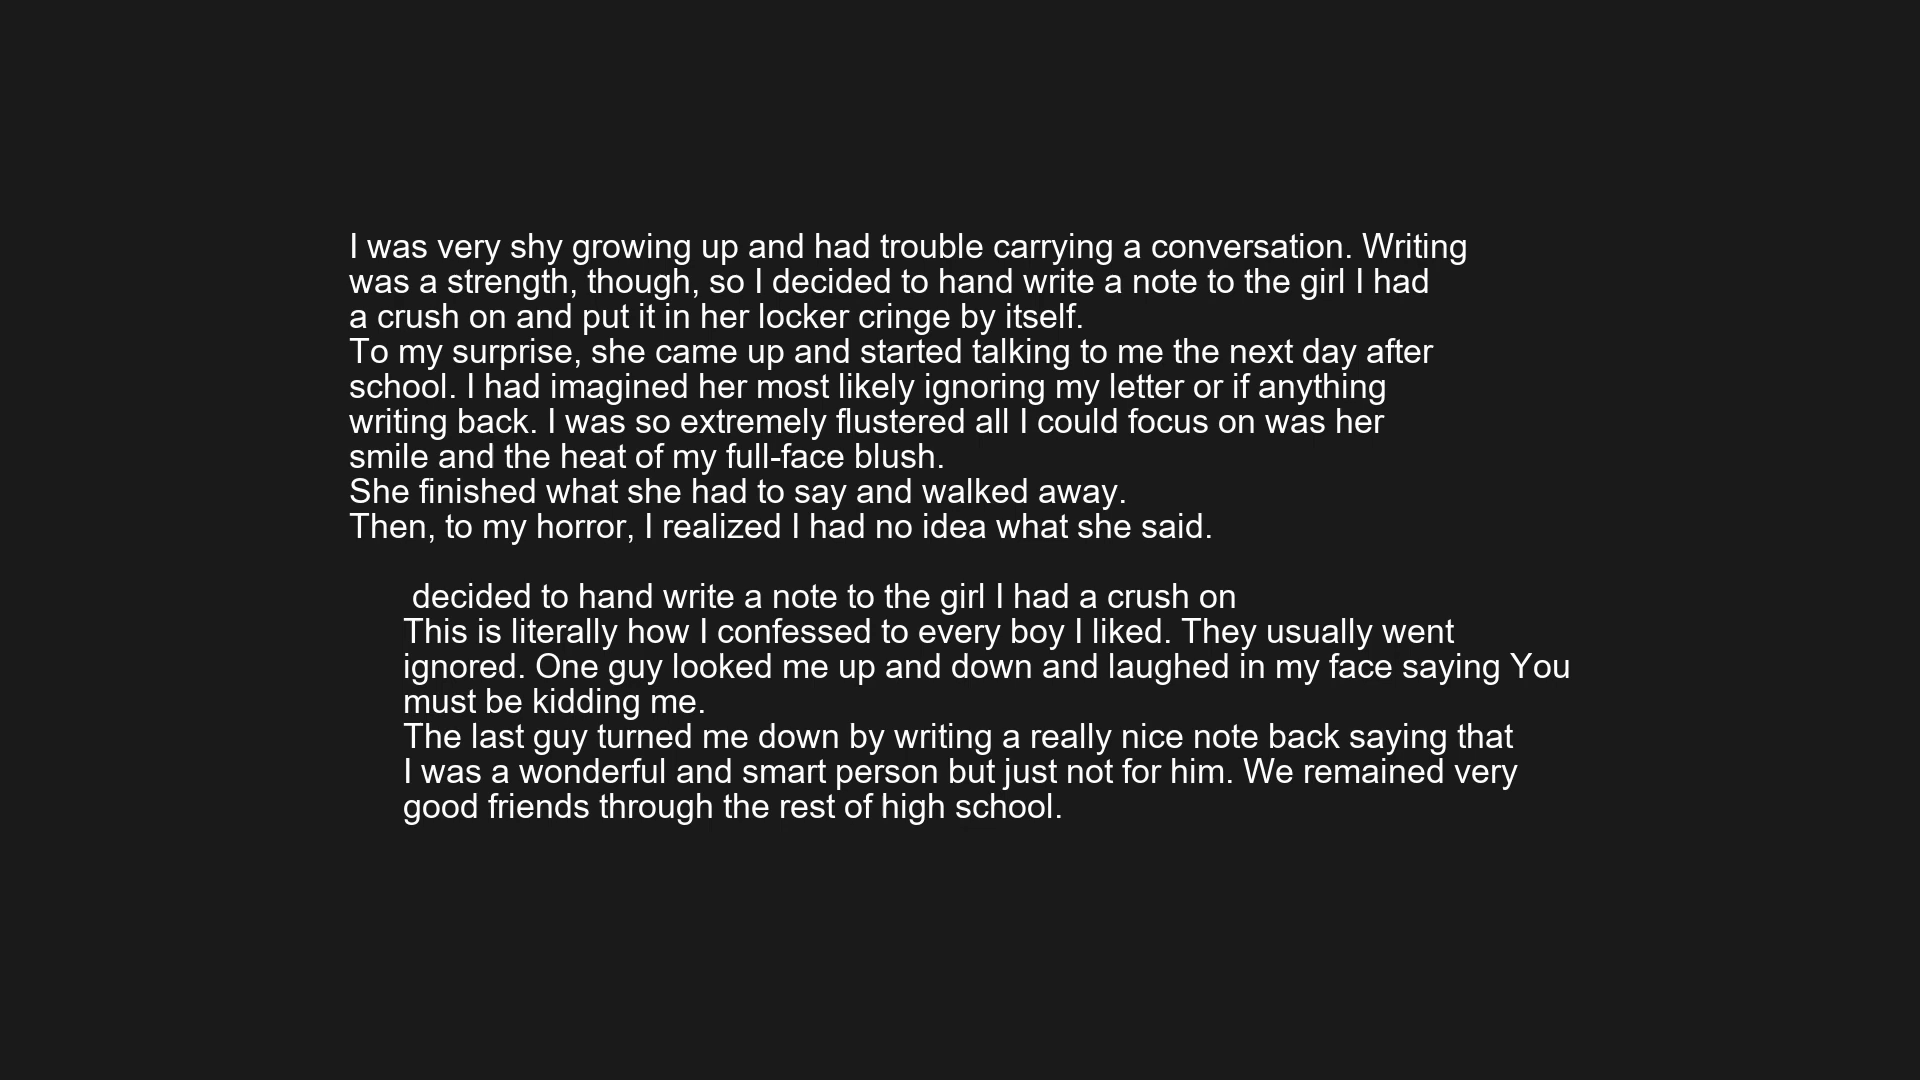 I was very shy growing up and had trouble carrying a conversation. Writing
was a strength, though, so I decided to hand write a note to the girl I had
a crush on and put it in her locker cringe by itself.
To my surprise, she came up and started talking to me the next day after
school. I had imagined her most likely ignoring my letter or if anything
writing back. I was so extremely flustered all I could focus on was her
smile and the heat of my full-face blush.
She finished what she had to say and walked away.
Then, to my horror, I realized I had no idea what she said.
decided to hand write a note to the girl I had a crush on
This is literally how I confessed to every boy I liked. They usually went
ignored. One guy looked me up and down and laughed in my face saying You
must be kidding me.
The last guy turned me down by writing a really nice note back saying that
I was a wonderful and smart person but just not for him. We remained very
good friends through the rest of high school.